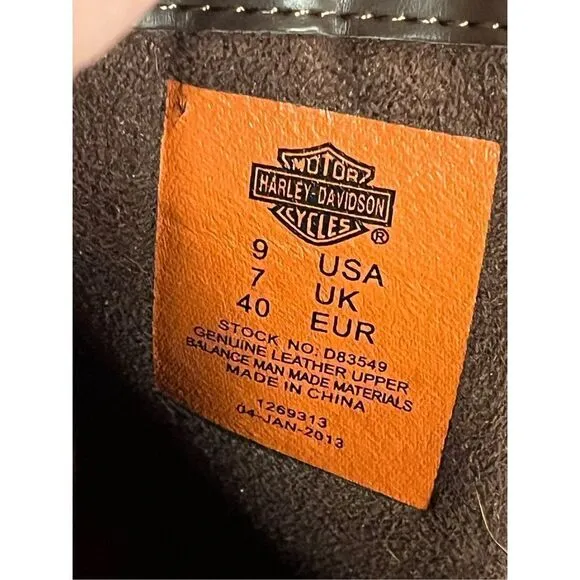 MOTOR
HARLEY-DAVIDSON
CYCLES
®
9 USA
7 UK
40 EUR
STOCK NO: D83549
GENUINE LEATHER UPPER
BALANCE MAN MADE MATERIALS
MADE IN CHINA
1269313
04-JAN-2013